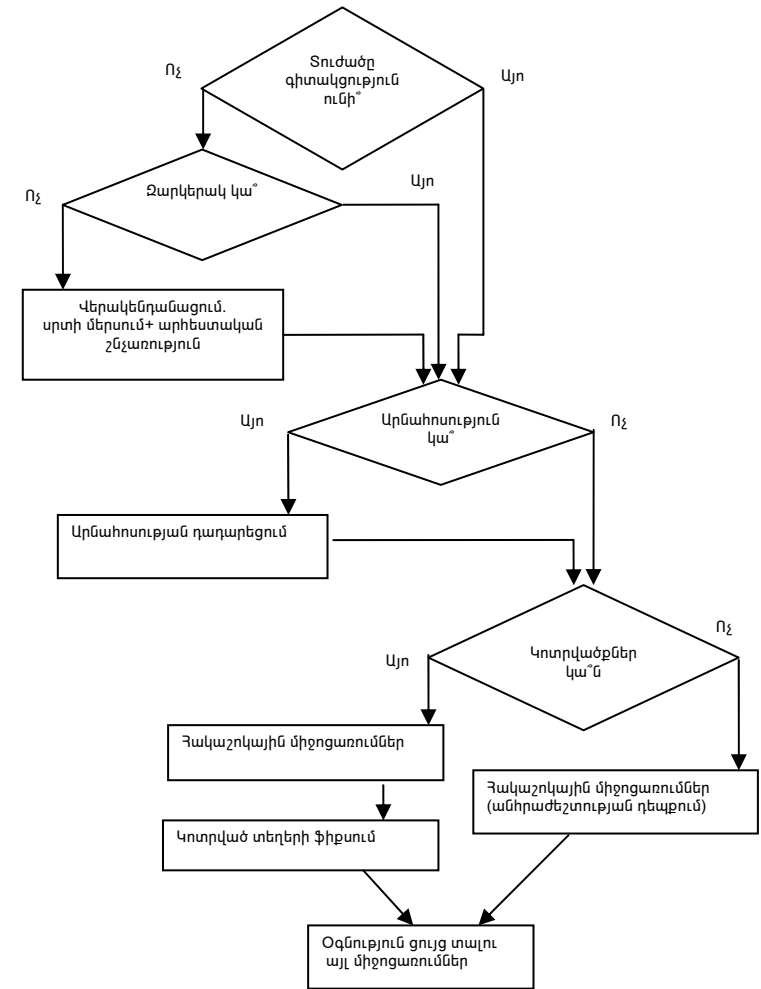 Տուժածը
գիտակցություն
ունի՞
Ոչ
Այո
Զարկերակ կա՞
Ոչ
Այո
Վերակենդանացում.
սրտի մերսում+ արհեստական
շնչառություն
Արնահոսություն
կա՞
Այո
Ոչ
Արնահոսության դադարեցում
Կոտրվածքներ
կա՞ն
Այո
Ոչ
Հակաշոկային միջոցառումներ
Հակաշոկային միջոցառումներ
(անհրաժեշտության դեպքում)
Կոտրված տեղերի ֆիքսում
Օգնություն ցույց տալու
այլ միջոցառումներ